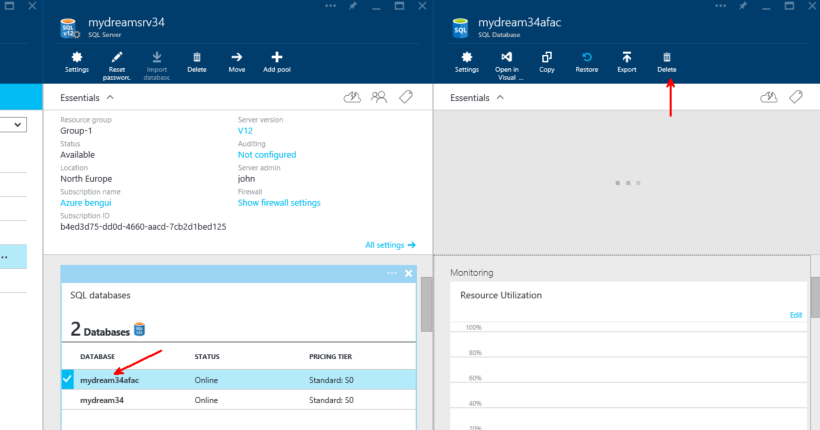 mydreamsrv34
SQL Server
Settings
Reset password.
Import database.
Delete
Move
Add pool
Essentials
Resource group
Group-1
Status
Available
Location
North Europe
Subscription name
Azure bengui
Subscription ID
b4ed3d75-dd0d-4660-aacd-7cb2d1bed125
Server version
V12
Auditing
Not configured
Server admin
john
Firewall
Show firewall settings
All settings
SQL databases
2 Databases
DATABASE STATUS PRICING TIER
mydream34afac Online Standard: S0
mydream34 Online Standard: S0
mydream34afac
SQL Database
Settings
Open in
Visual ...
Copy
Restore
Export
Delete
Essentials
Monitoring
Resource Utilization
Edit
100%
80%
60%
40%
20%